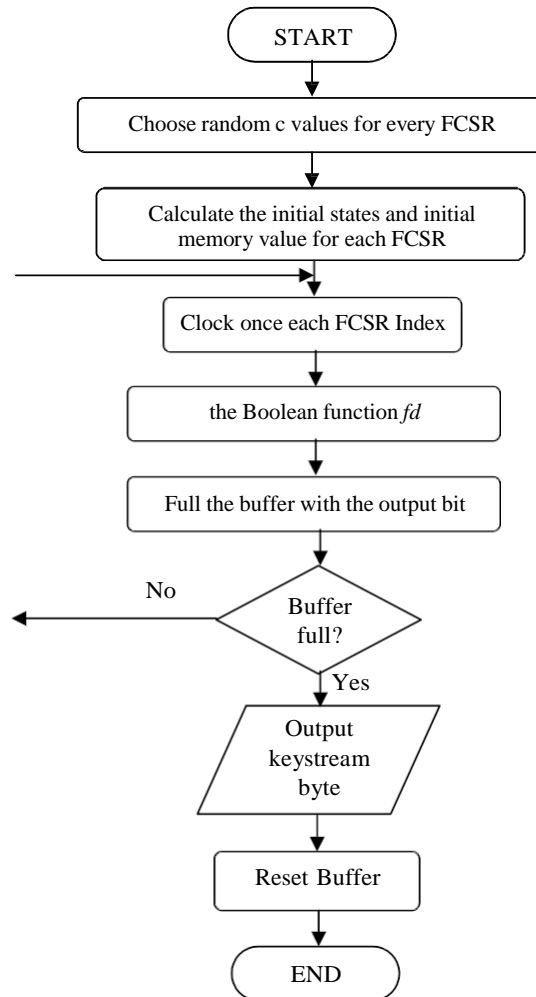 START
Choose random c values for every FCSR
Calculate the initial states and initial
memory value for each FCSR
Clock once each FCSR Index
the Boolean function fd
Full the buffer with the output bit
No
Buffer
full?
Yes
Output
keystream
byte
Reset Buffer
END